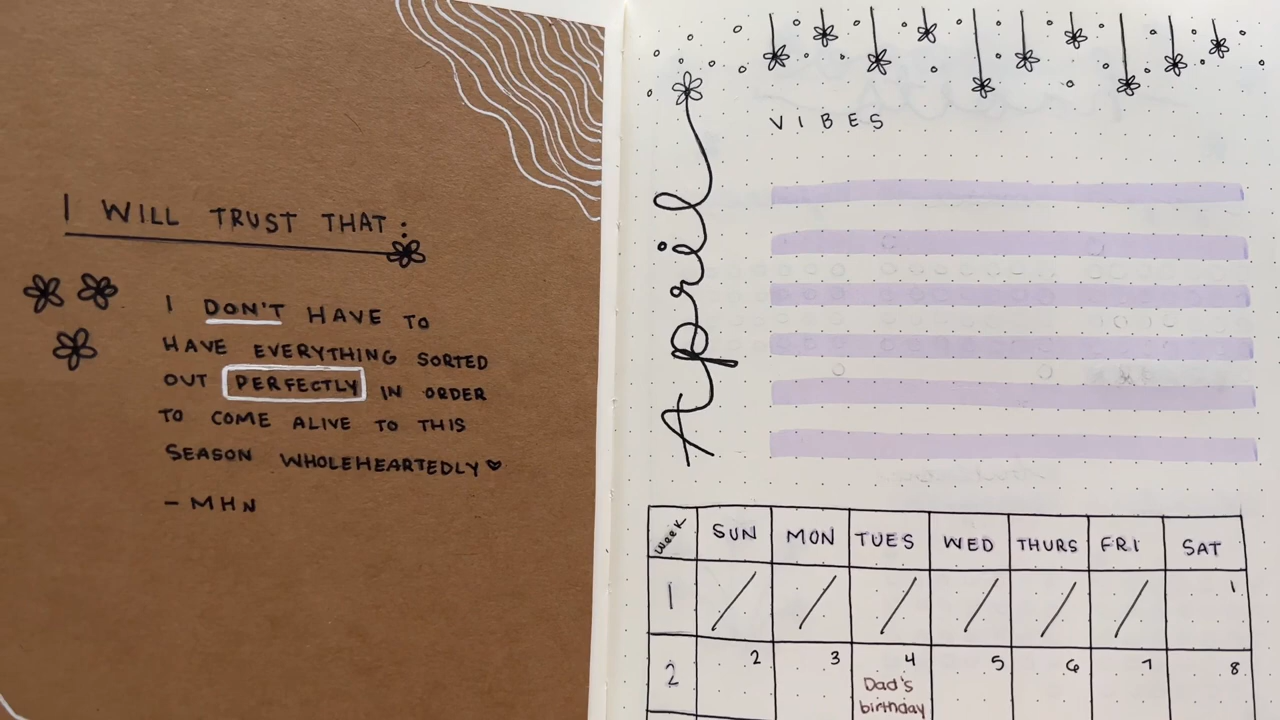 I WILL TRUST THAT:
I DON'T HAVE TO
HAVE EVERYTHING SORTED
OUT PERFECTLY IN ORDER
TO COME ALIVE TO THIS
SEASON WHOLEHEARTEDLY
- MHN
VIBES
April
Week SUN MON TUES WED THURS FRI SAT
1 1
2 2 3 4 5 6 7 8
Dad's
birthday